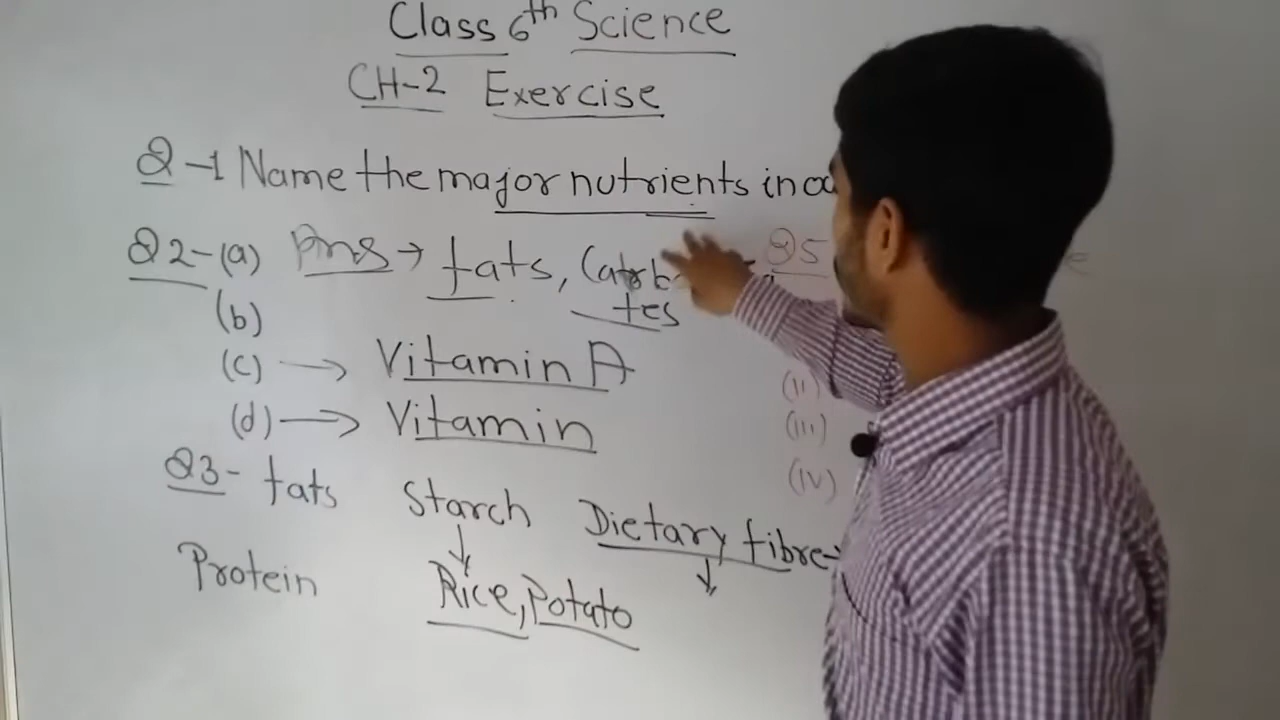 Class 6th Science
CH-2 Exercise
Q-1 Name the major nutrients in
Q2-(a) Ans → fats,
tes
(b)
(c) → Vitamin A
(d) → Vitamin
Q3- fats Starch Dietary fibre→
Protein Rice, Potato
Q5
(ii)
(iii)
(iv)